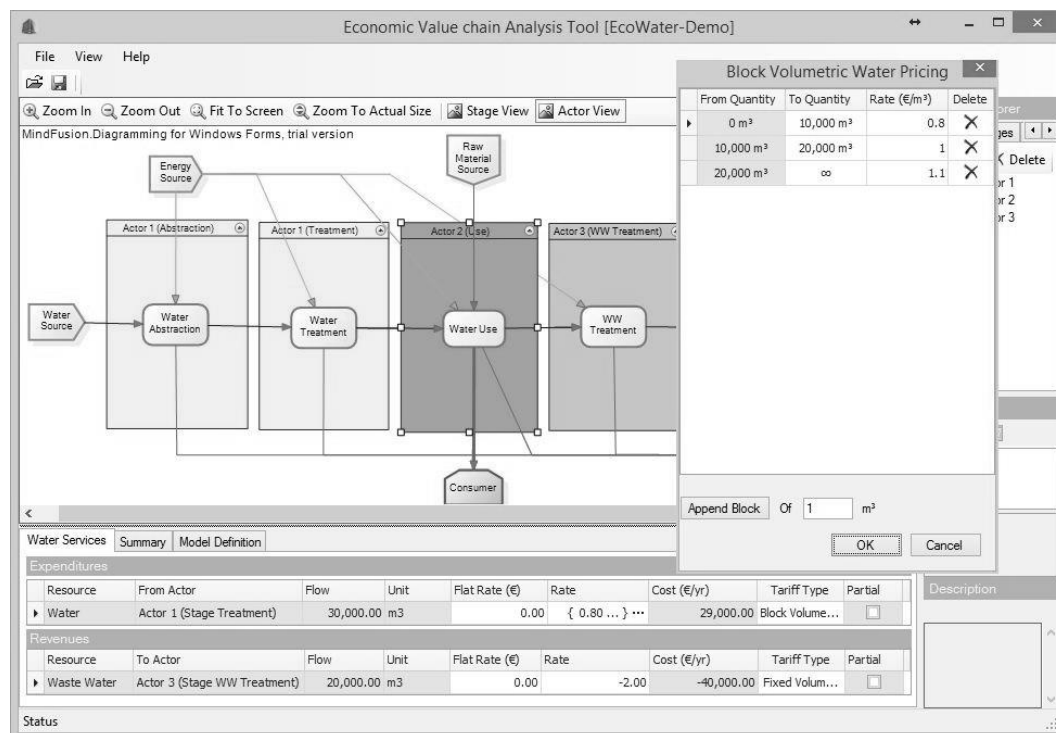 Economic Value chain Analysis Tool [EcoWater-Demo]
File View Help
Zoom In Zoom Out Fit To Screen Zoom To Actual Size Stage View Actor View
MindFusion.Diagramming for Windows Forms, trial version
Energy
Source
Raw
Material
Source
Actor 1 (Abstraction)
Actor 1 (Treatment)
Actor 2 (Use)
Actor 3 (WW Treatment)
Water
Source
Water
Abstraction
Water
Treatment
Water Use
WW
Treatment
Consumer
Block Volumetric Water Pricing
From Quantity To Quantity Rate (€/m³) Delete
0 m³ 10,000 m³ 0.8
10,000 m³ 20,000 m³ 1
20,000 m³ ∞ 1.1
Append Block Of 1 m³
OK Cancel
Delete
Water Services Summary Model Definition
Expenditures
Resource From Actor Flow Unit Flat Rate (€) Rate Cost (€/yr) Tariff Type Partial
Water Actor 1 (Stage Treatment) 30,000.00 m3 0.00 { 0.80 ... } ... 29,000.00 Block Volume...
Revenues
Resource To Actor Flow Unit Flat Rate (€) Rate Cost (€/yr) Tariff Type Partial
Waste Water Actor 3 (Stage WW Treatment) 20,000.00 m3 0.00 -2.00 -40,000.00 Fixed Volum...
Description
Status